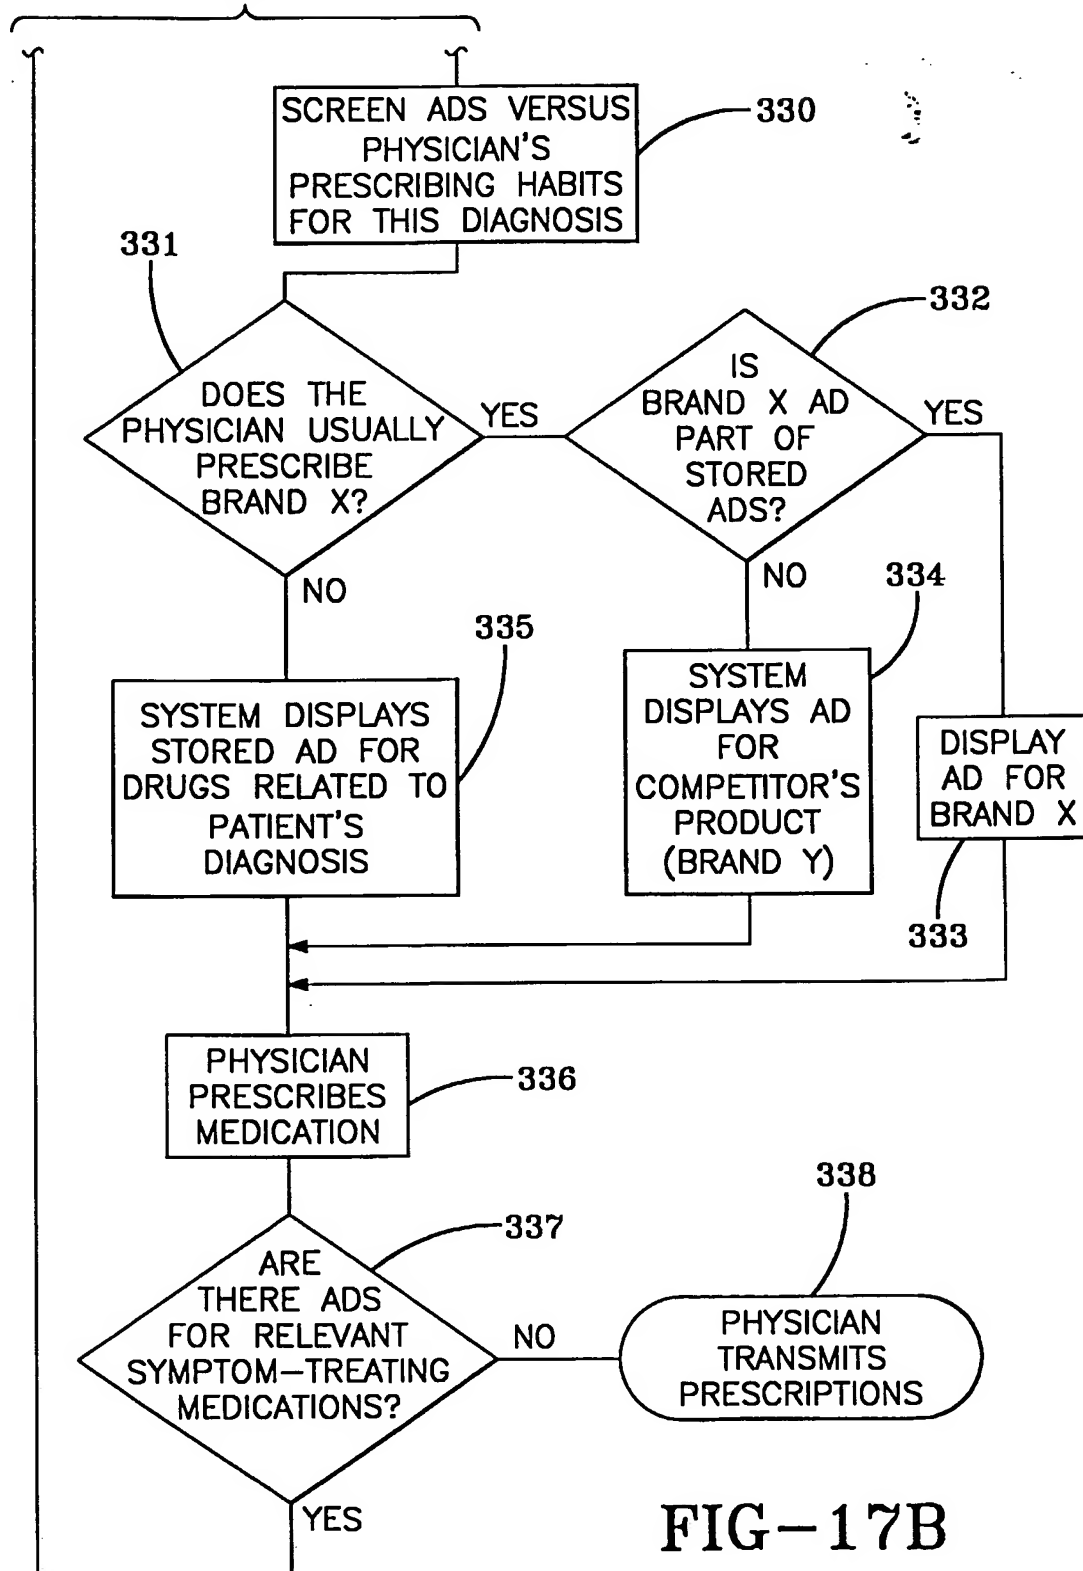 SCREEN ADS VERSUS
PHYSICIAN'S
PRESCRIBING HABITS
FOR THIS DIAGNOSIS
330
331
DOES THE
PHYSICIAN USUALLY
PRESCRIBE
BRAND X?
YES
332
IS
BRAND X AD
PART OF
STORED
ADS?
YES
NO
NO
334
335
SYSTEM DISPLAYS
STORED AD FOR
DRUGS RELATED TO
PATIENT'S
DIAGNOSIS
SYSTEM
DISPLAYS AD
FOR
COMPETITOR'S
PRODUCT
(BRAND Y)
DISPLAY
AD FOR
BRAND X
333
PHYSICIAN
PRESCRIBES
MEDICATION
336
337
ARE
THERE ADS
FOR RELEVANT
SYMPTOM-TREATING
MEDICATIONS?
NO
338
PHYSICIAN
TRANSMITS
PRESCRIPTIONS
YES
FIG-17B